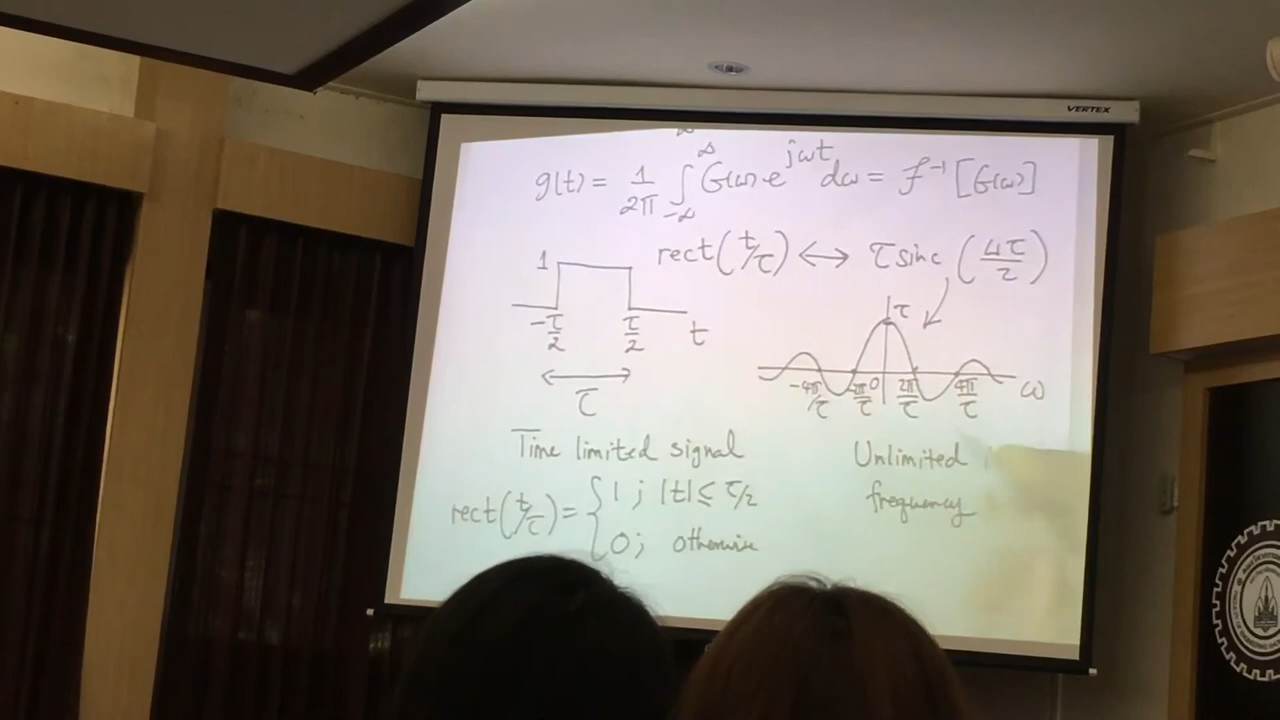 VERTEX
g(t) = 1/2π ∫_{-∞}^{∞} G(ω) e^{jωt} dω = f⁻¹ [G(ω)]
rect(t/τ) ↔ τ sinc (ωτ/2)
1
-τ/2 τ/2 t
τ
τ
-4π/τ -2π/τ 0 2π/τ 4π/τ ω
Time limited signal
Unlimited
frequency
rect(t/τ) = { 1 ; |t| ≤ τ/2
0 ; otherwise